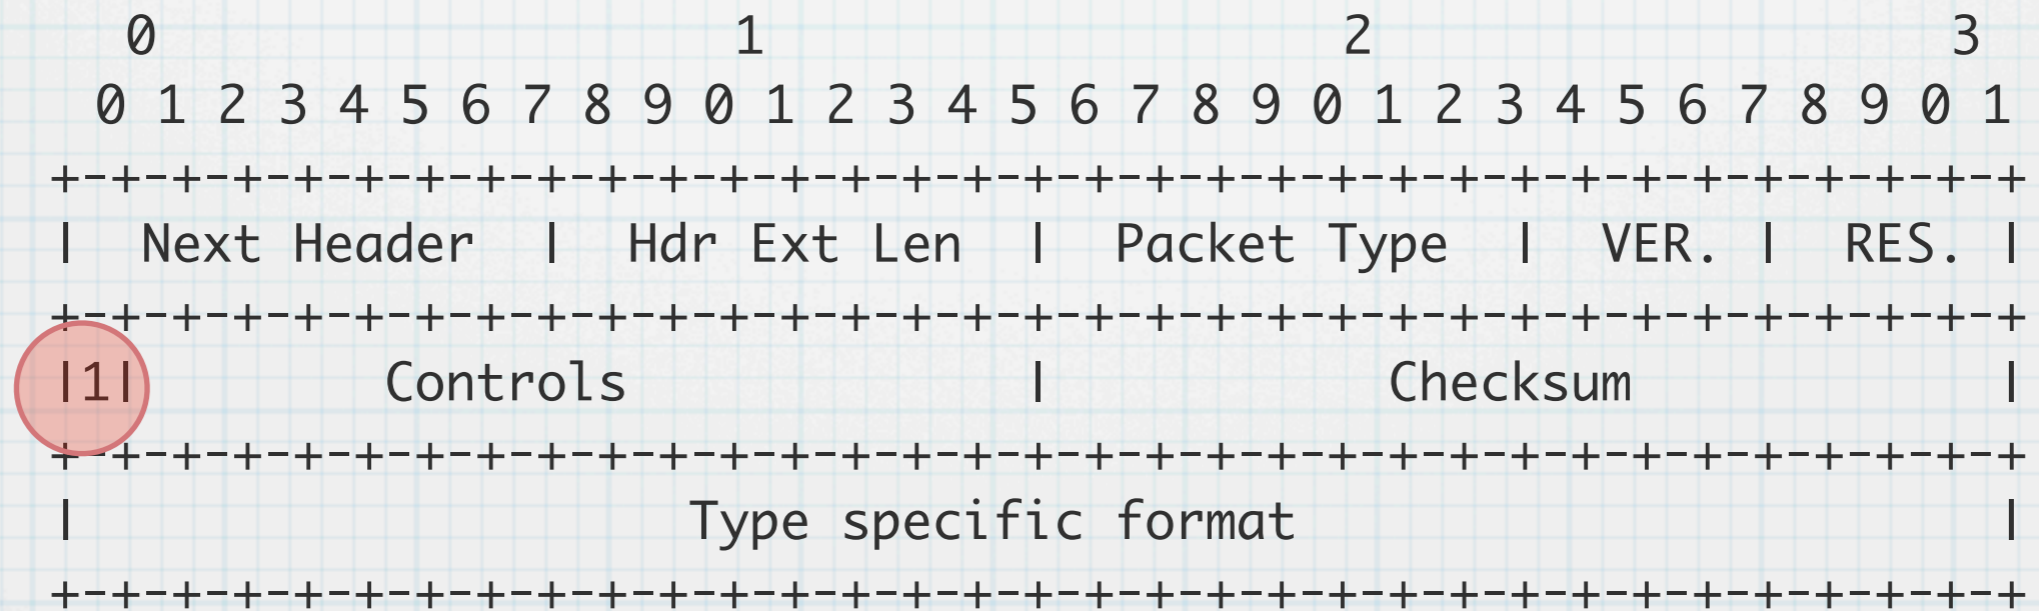 0 1 2 3
0 1 2 3 4 5 6 7 8 9 0 1 2 3 4 5 6 7 8 9 0 1 2 3 4 5 6 7 8 9 0 1
+-+-+-+-+-+-+-+-+-+-+-+-+-+-+-+-+-+-+-+-+-+-+-+-+-+-+-+-+-+-+-+-+
| Next Header | Hdr Ext Len | Packet Type | VER. | RES. |
+-+-+-+-+-+-+-+-+-+-+-+-+-+-+-+-+-+-+-+-+-+-+-+-+-+-+-+-+-+-+-+-+
|1| Controls | Checksum |
+-+-+-+-+-+-+-+-+-+-+-+-+-+-+-+-+-+-+-+-+-+-+-+-+-+-+-+-+-+-+-+-+
| Type specific format |
+-+-+-+-+-+-+-+-+-+-+-+-+-+-+-+-+-+-+-+-+-+-+-+-+-+-+-+-+-+-+-+-+